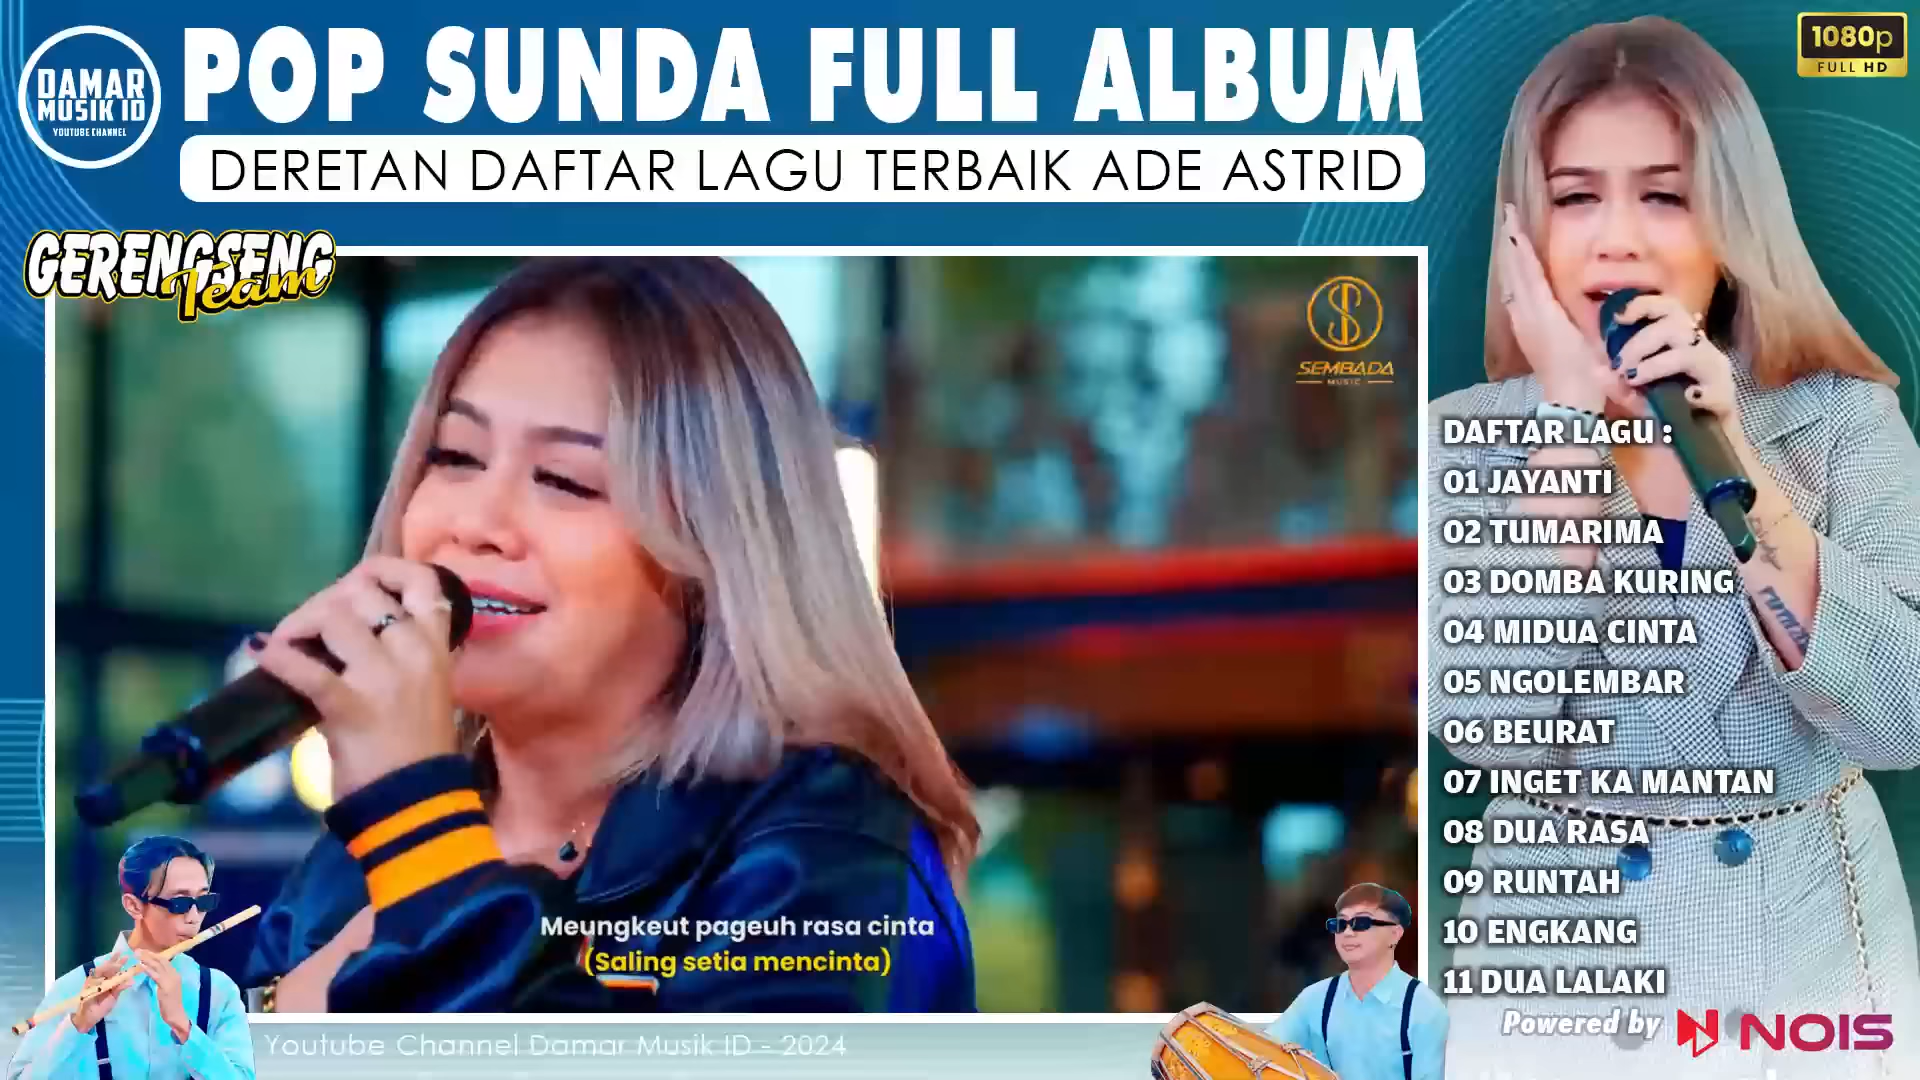 DAMAR
MUSIK ID
YOUTUBE CHANNEL
POP SUNDA FULL ALBUM
DERETAN DAFTAR LAGU TERBAIK ADE ASTRID
1080p
FULL HD
GERENGSENG
Team
SEMBADA
MUSIC
DAFTAR LAGU :
01 JAYANTI
02 TUMARIMA
03 DOMBA KURING
04 MIDUA CINTA
05 NGOLEMBAR
06 BEURAT
07 INGET KA MANTAN
08 DUA RASA
09 RUNTAH
10 ENGKANG
11 DUA LALAKI
Meungkeut pageuh rasa cinta
(Saling setia mencinta)
Powered by
NOIS
Youtube Channel Damar Musik ID - 2024